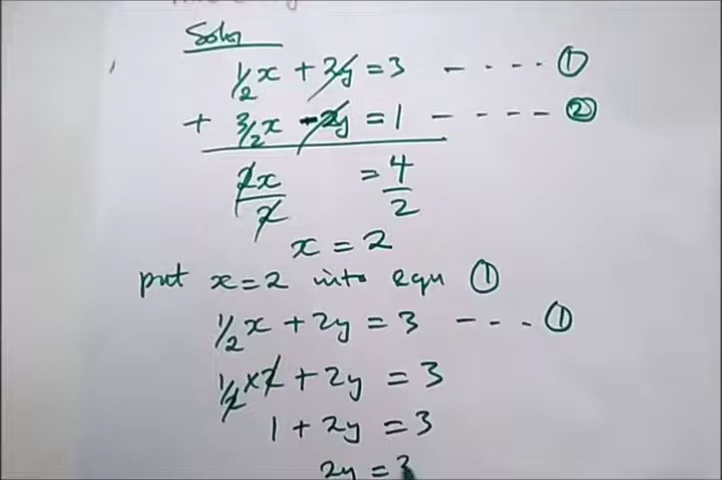 Soln
1/2x + 2y = 3 ---- ①
+ 3/2x - 2y = 1 ---- ②
2x/2 = 4/2
x = 2
put x=2 into equ ①
1/2x + 2y = 3 --- ①
1/2 × 2 + 2y = 3
1 + 2y = 3
2y = 3